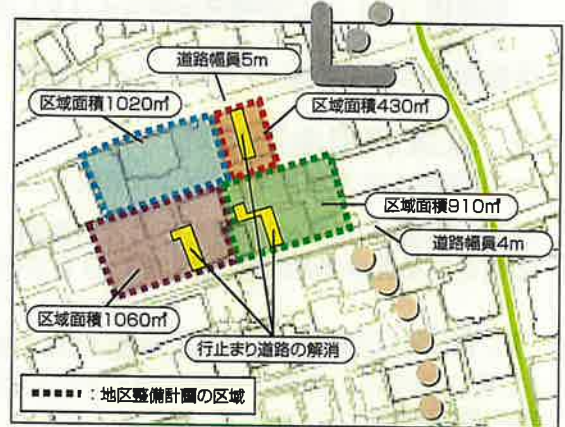 道路幅員5m
区域面積1020㎡
区域面積430㎡
区域面積910㎡
道路幅員4m
区域面積1060㎡
行止まり道路の解消
：地区整備計画の区域